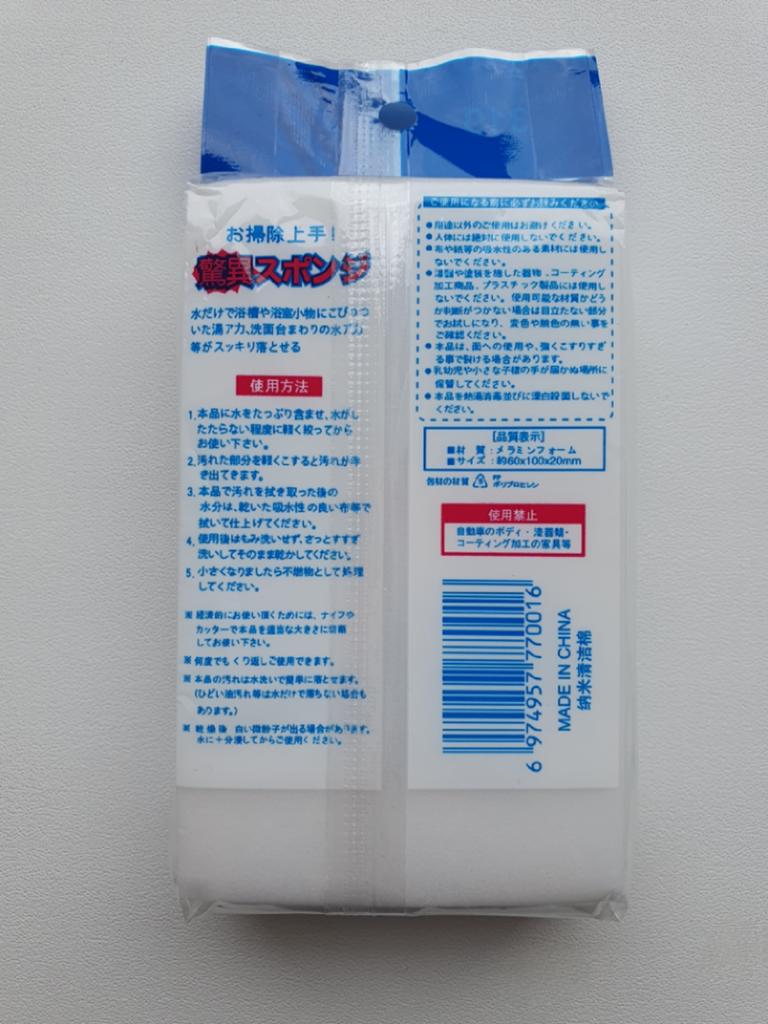 お掃除上手!
驚異スポンジ
水だけで浴槽や浴室小物にこびりつ
いた湯アカ、洗面台まわりの水アカ
等がスッキリ落とせる
使用方法
1. 本品に水をたっぷり含ませ、水がし
たたらない程度に軽く絞ってから
お使い下さい。
2. 汚れた部分を軽くこすると汚れが浮
き出てきます。
3. 本品で汚れを拭き取った後の
水分は、乾いた吸水性の良い布等で
拭いて仕上げてください。
4. 使用後はもみ洗いせず、さっとすすぎ
洗いしてそのまま乾かしてください。
5. 小さくなりましたら不燃物として処理
してください。
※ 経済的にお使い頂くためには、ナイフや
カッターで本品を適当な大きさに切断
してお使い下さい。
※ 何度でもくり返しご使用できます。
※ 本品の汚れは水洗いで簡単に落とせます。
(ひどい油汚れ等は水だけで落ちない場合も
あります。)
※ 乾燥後 白い微粉子が出る場合があります。
水に十分浸してからご使用ください。
ご使用になる前に必ずお読みください
● 用途以外のご使用はお避けください。
● 人体には絶対に使用しないでください。
● 布や紙等の吸水性のある素材には使用し
ないでください。
● 漆器や塗装を施した器物、コーティング
加工商品、プラスチック製品には使用し
ないでください。使用可能な材質かどう
か判断がつかない場合は目立たない部分
でお試しになり、変色や脱色の無い事を
ご確認ください。
● 本品は、面への使用や、強くこすりすぎ
る事で裂ける場合があります。
● 乳幼児や小さな子様の手が届かぬ場所に
保管してください。
● 本品を熱湯消毒並びに漂白殺菌しないで
ください。
[品質表示]
■材 質:メラミンフォーム
■サイズ:約60x100x20mm
包材の材質 PP
ポリプロピレン
使用禁止
自動車のボディ・漆器類・
コーティング加工の家具等
6 974957 770016
MADE IN CHINA
纳米清洁棉